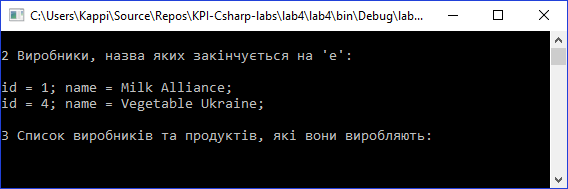 C:\Users\Kappi\Source\Repos\KPI-Csharp-labs\lab4\lab4\bin\Debug\lab...
2 Виробники, назва яких закінчується на 'e':
id = 1; name = Milk Alliance;
id = 4; name = Vegetable Ukraine;
3 Список виробників та продуктів, які вони виробляють: